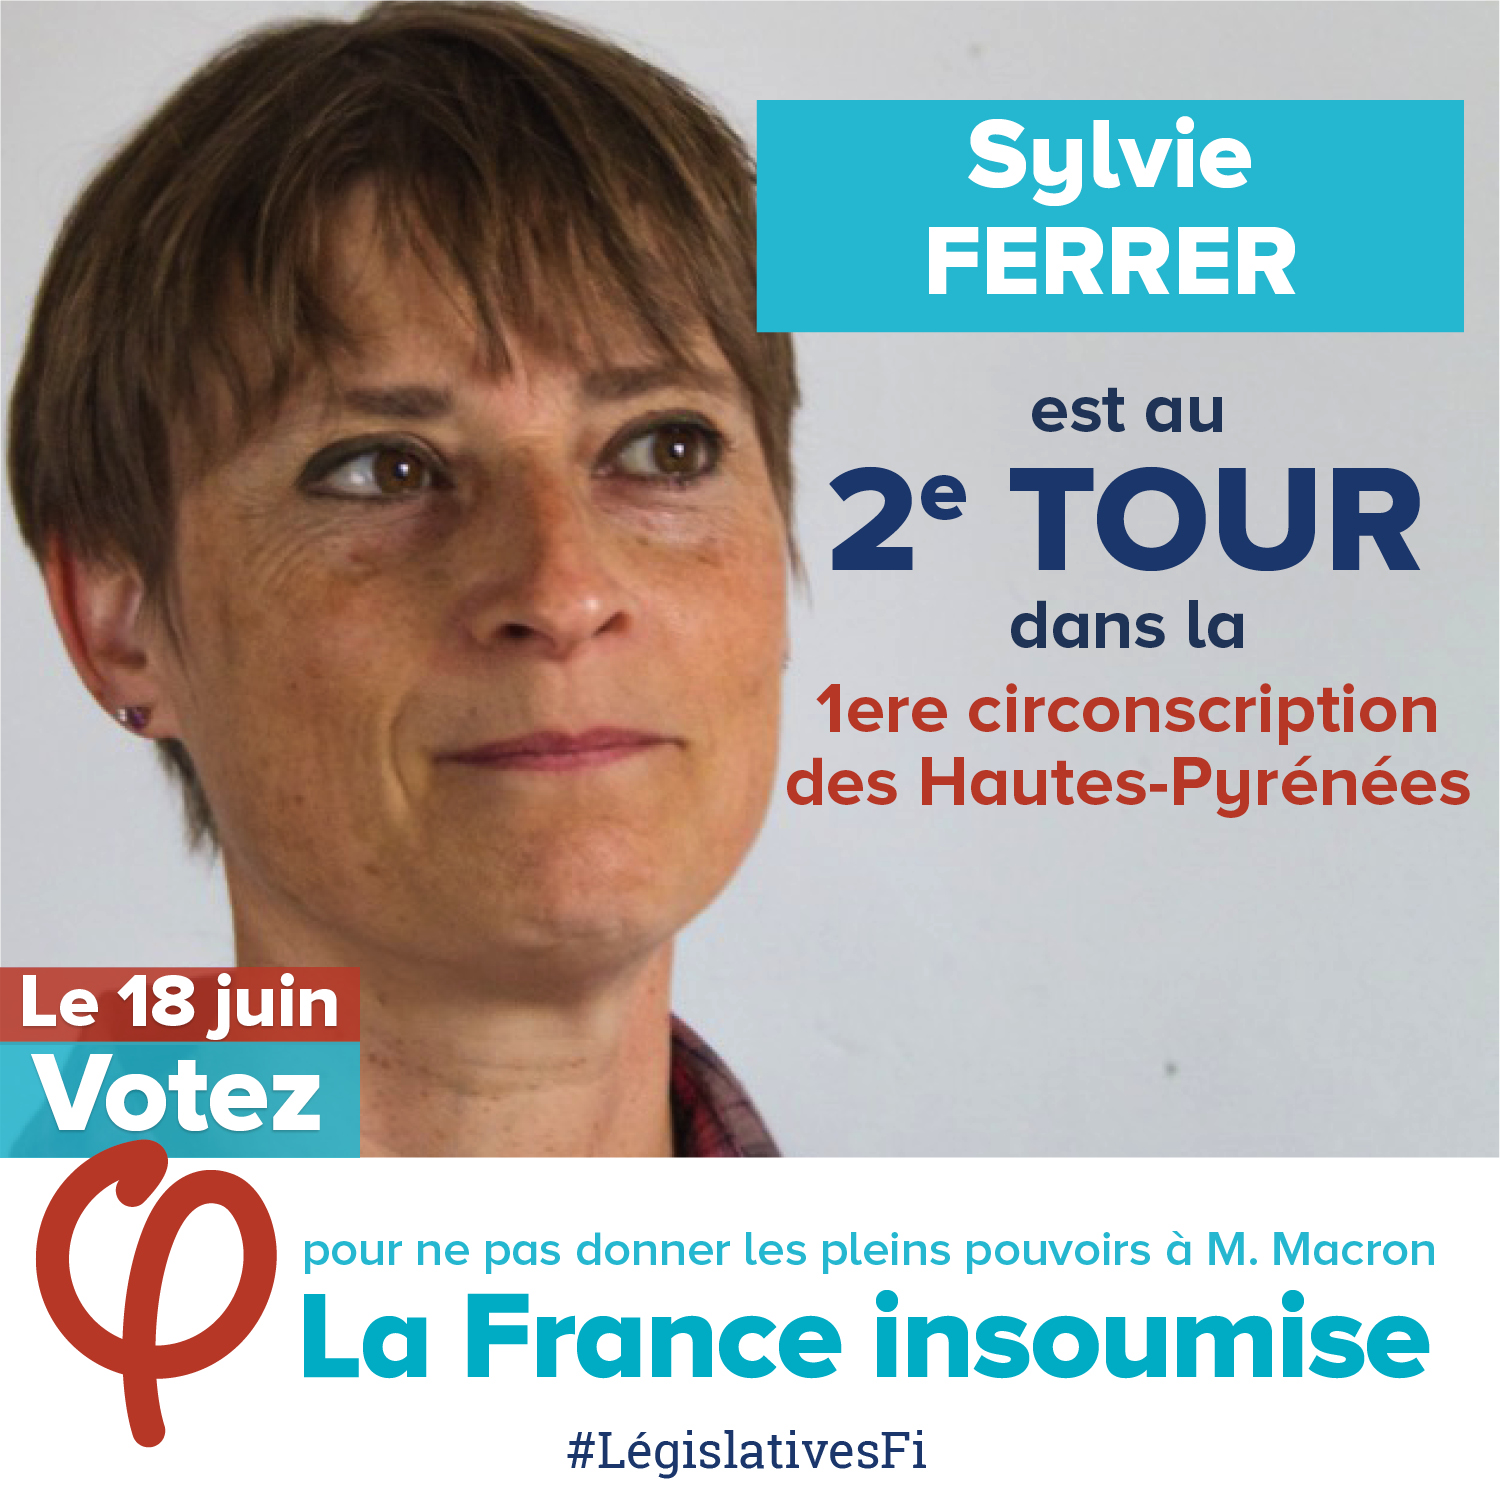 Sylvie
FERRER
est au
2e TOUR
dans la
1ere circonscription
des Hautes-Pyrénées
Le 18 juin
Votez
φ
pour ne pas donner les pleins pouvoirs à M. Macron
La France insoumise
#LégislativesFi